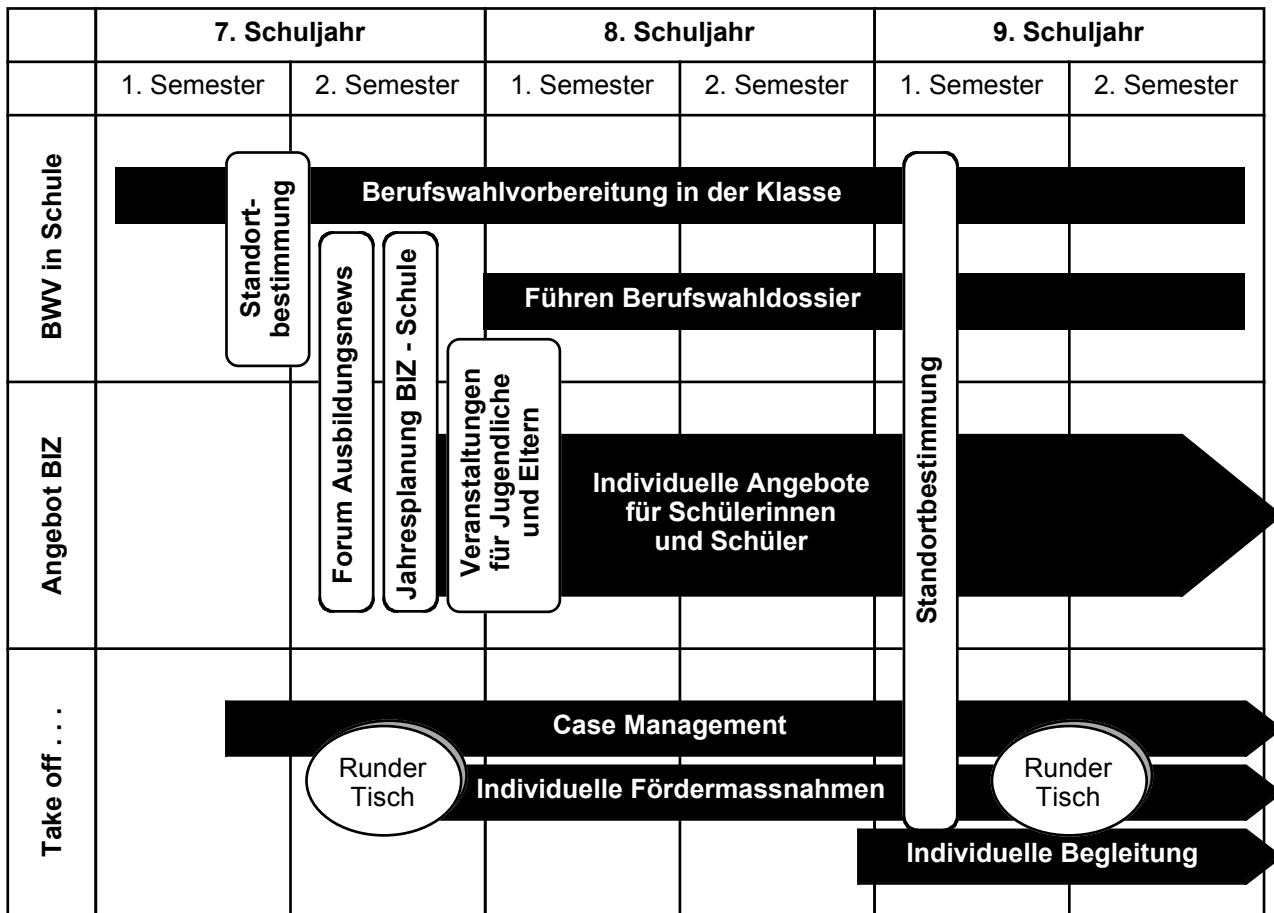 7. Schuljahr
8. Schuljahr
9. Schuljahr
1. Semester
2. Semester
1. Semester
2. Semester
1. Semester
2. Semester
BWV in Schule
Berufswahlvorbereitung in der Klasse
Standort-
bestimmung
Führen Berufswahldossier
Forum Ausbildungsnews
Jahresplanung BIZ - Schule
Veranstaltungen
für Jugendliche
und Eltern
Standortbestimmung
Angebot BIZ
Individuelle Angebote
für Schülerinnen
und Schüler
Take off . . .
Case Management
Runder
Tisch
Individuelle Fördermassnahmen
Runder
Tisch
Individuelle Begleitung